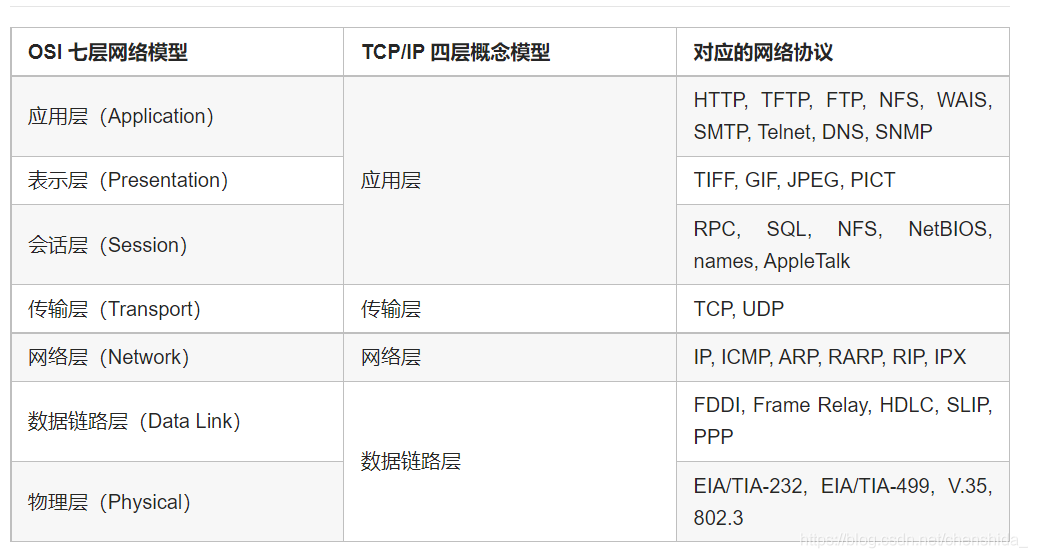 OSI 七层网络模型 TCP/IP 四层概念模型 对应的网络协议
应用层（Application） HTTP, TFTP, FTP, NFS, WAIS,
SMTP, Telnet, DNS, SNMP
表示层（Presentation） 应用层 TIFF, GIF, JPEG, PICT
会话层（Session） RPC, SQL, NFS, NetBIOS,
names, AppleTalk
传输层（Transport） 传输层 TCP, UDP
网络层（Network） 网络层 IP, ICMP, ARP, RARP, RIP, IPX
数据链路层（Data Link） FDDI, Frame Relay, HDLC, SLIP,
PPP
数据链路层
物理层（Physical） EIA/TIA-232, EIA/TIA-499, V.35,
802.3
https://blog.csdn.net/chenshida_